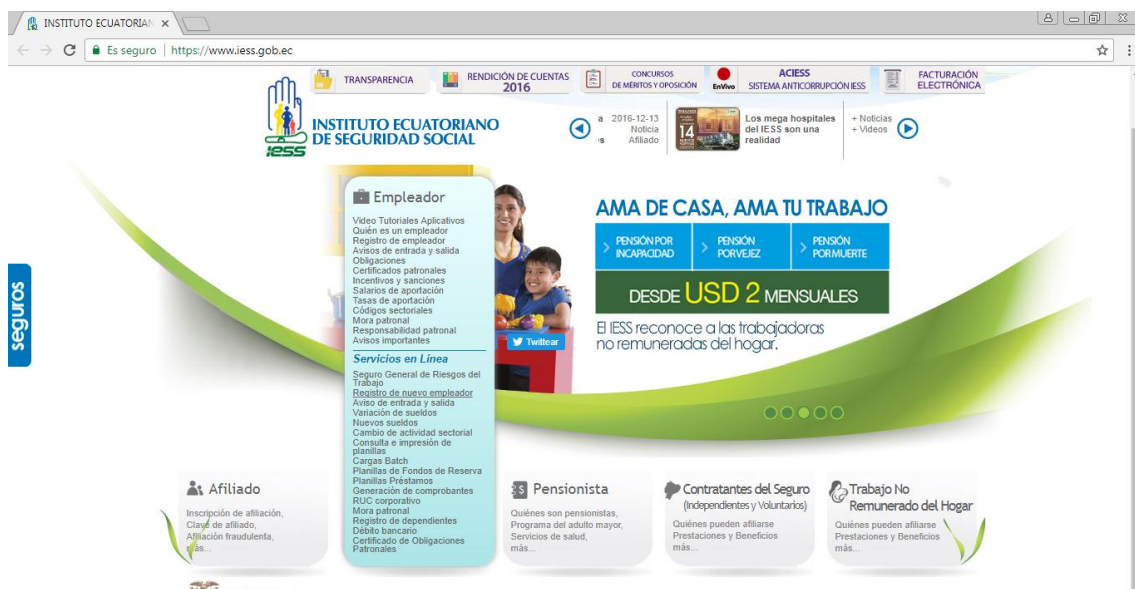 INSTITUTO ECUATORIAN
Es seguro
https://www.iess.gob.ec
TRANSPARENCIA
RENDICIÓN DE CUENTAS
2016
CONCURSOS
DE MÉRITOS Y OPOSICIÓN
EnVivo
ACIESS
SISTEMA ANTICORRUPCIÓN IESS
FACTURACIÓN
ELECTRÓNICA
iess
INSTITUTO ECUATORIANO
DE SEGURIDAD SOCIAL
a 2016-12-13
Noticia
s Afiliado
14
Los mega hospitales
del IESS son una
realidad
+ Noticias
+ Videos
seguros
Empleador
Video Tutoriales Aplicativos
Quién es un empleador
Registro de empleador
Avisos de entrada y salida
Obligaciones
Certificados patronales
Incentivos y sanciones
Salarios de aportación
Tasas de aportación
Códigos sectoriales
Mora patronal
Responsabilidad patronal
Avisos importantes
Servicios en Línea
Seguro General de Riesgos del
Trabajo
Registro de nuevo empleador
Aviso de entrada y salida
Variación de sueldos
Nuevos sueldos
Cambio de actividad sectorial
Consulta e impresión de
planillas
Cargas Batch
Planillas de Fondos de Reserva
Planillas Préstamos
Generación de comprobantes
RUC corporativo
Mora patronal
Registro de dependientes
Débito bancario
Certificado de Obligaciones
Patronales
Twittear
AMA DE CASA, AMA TU TRABAJO
PENSIÓN POR
INCAPACIDAD
PENSIÓN
POR VEJEZ
PENSIÓN
POR MUERTE
DESDE USD 2 MENSUALES
El IESS reconoce a las trabajadoras
no remuneradas del hogar.
Afiliado
Inscripción de afiliación,
Clave de afiliado,
Afiliación fraudulenta,
más...
Pensionista
Quiénes son pensionistas,
Programa del adulto mayor,
Servicios de salud,
más...
Contratantes del Seguro
(Independientes y Voluntarios)
Quiénes pueden afiliarse
Prestaciones y Beneficios
más...
Trabajo No
Remunerado del Hogar
Quiénes pueden afiliarse
Prestaciones y Beneficios
más...